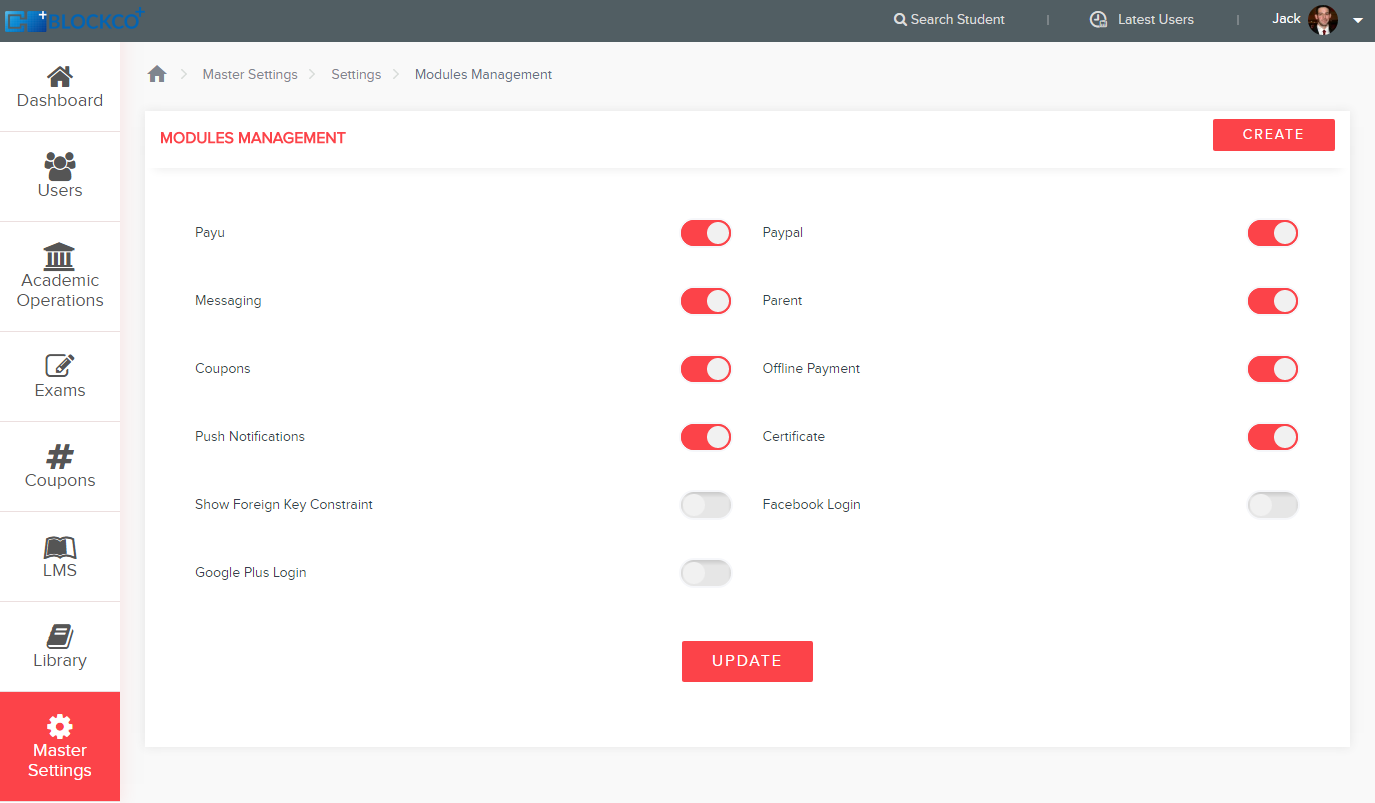 BLOCKCO+
Search Student
|
Latest Users
|
Jack
Dashboard
Users
Academic
Operations
Exams
Coupons
LMS
Library
Master
Settings
Master Settings
Settings
Modules Management
MODULES MANAGEMENT
CREATE
Payu
Paypal
Messaging
Parent
Coupons
Offline Payment
Push Notifications
Certificate
Show Foreign Key Constraint
Facebook Login
Google Plus Login
UPDATE